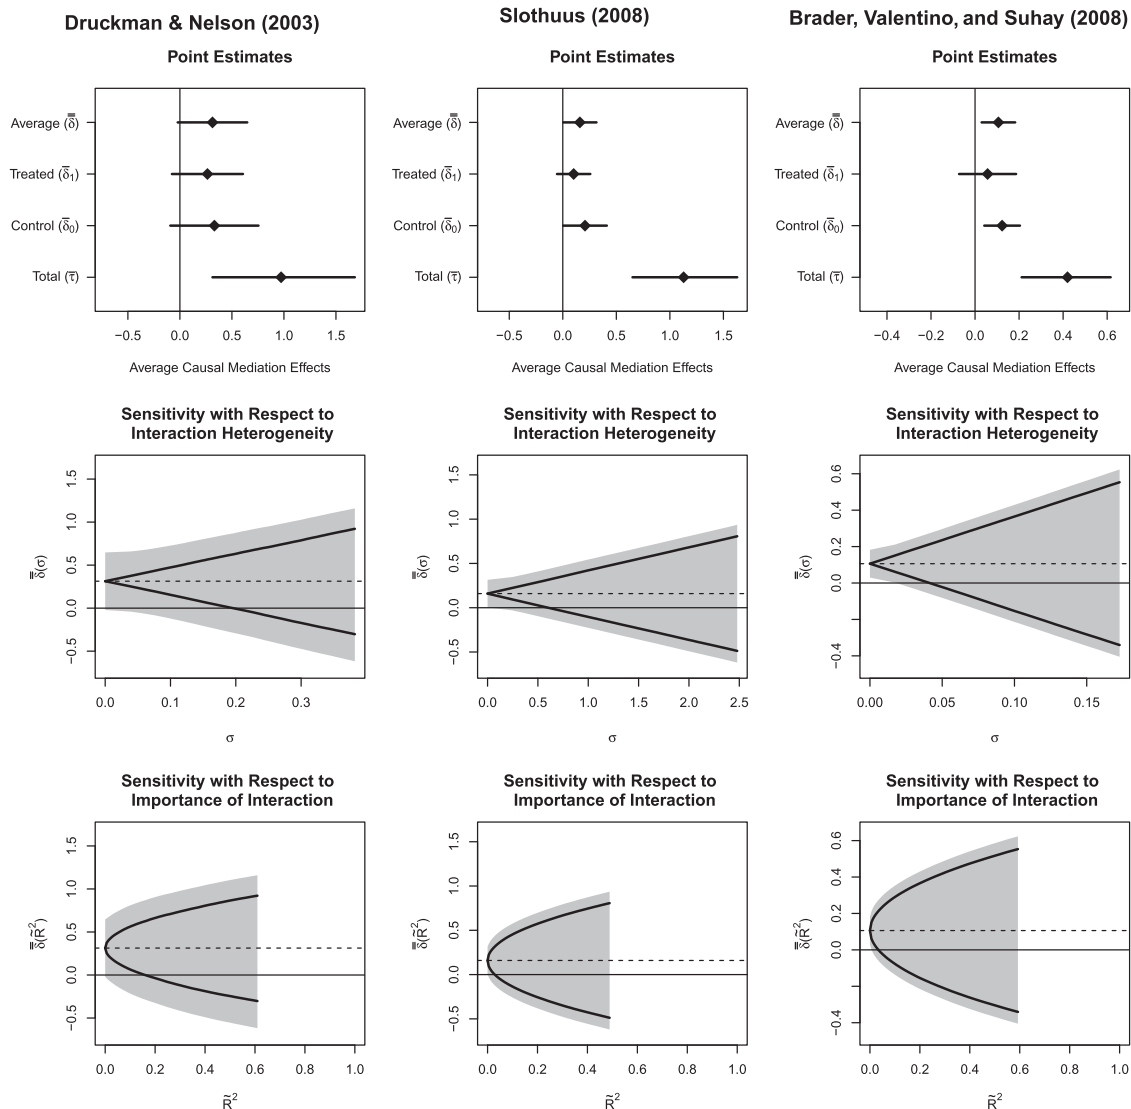 Druckman & Nelson (2003)
Slothuus (2008)
Brader, Valentino, and Suhay (2008)
Point Estimates
Point Estimates
Point Estimates
Average (δ̿)
Treated (δ̄₁)
Control (δ̄₀)
Total (τ̄)
−0.5 0.0 0.5 1.0 1.5
Average Causal Mediation Effects
Average (δ̿)
Treated (δ̄₁)
Control (δ̄₀)
Total (τ̄)
−0.5 0.0 0.5 1.0 1.5
Average Causal Mediation Effects
Average (δ̿)
Treated (δ̄₁)
Control (δ̄₀)
Total (τ̄)
−0.4 −0.2 0.0 0.2 0.4 0.6
Average Causal Mediation Effects
Sensitivity with Respect to
Interaction Heterogeneity
δ̿(σ)
−0.5 0.0 0.5 1.0 1.5
0.0 0.1 0.2 0.3
σ
Sensitivity with Respect to
Interaction Heterogeneity
δ̿(σ)
−0.5 0.0 0.5 1.0 1.5
0.0 0.5 1.0 1.5 2.0 2.5
σ
Sensitivity with Respect to
Interaction Heterogeneity
δ̿(σ)
−0.4 0.0 0.2 0.4 0.6
0.00 0.05 0.10 0.15
σ
Sensitivity with Respect to
Importance of Interaction
δ̿(R̃²)
−0.5 0.0 0.5 1.0 1.5
0.0 0.2 0.4 0.6 0.8 1.0
R̃²
Sensitivity with Respect to
Importance of Interaction
δ̿(R̃²)
−0.5 0.0 0.5 1.0 1.5
0.0 0.2 0.4 0.6 0.8 1.0
R̃²
Sensitivity with Respect to
Importance of Interaction
δ̿(R̃²)
−0.4 0.0 0.2 0.4 0.6
0.0 0.2 0.4 0.6 0.8 1.0
R̃²